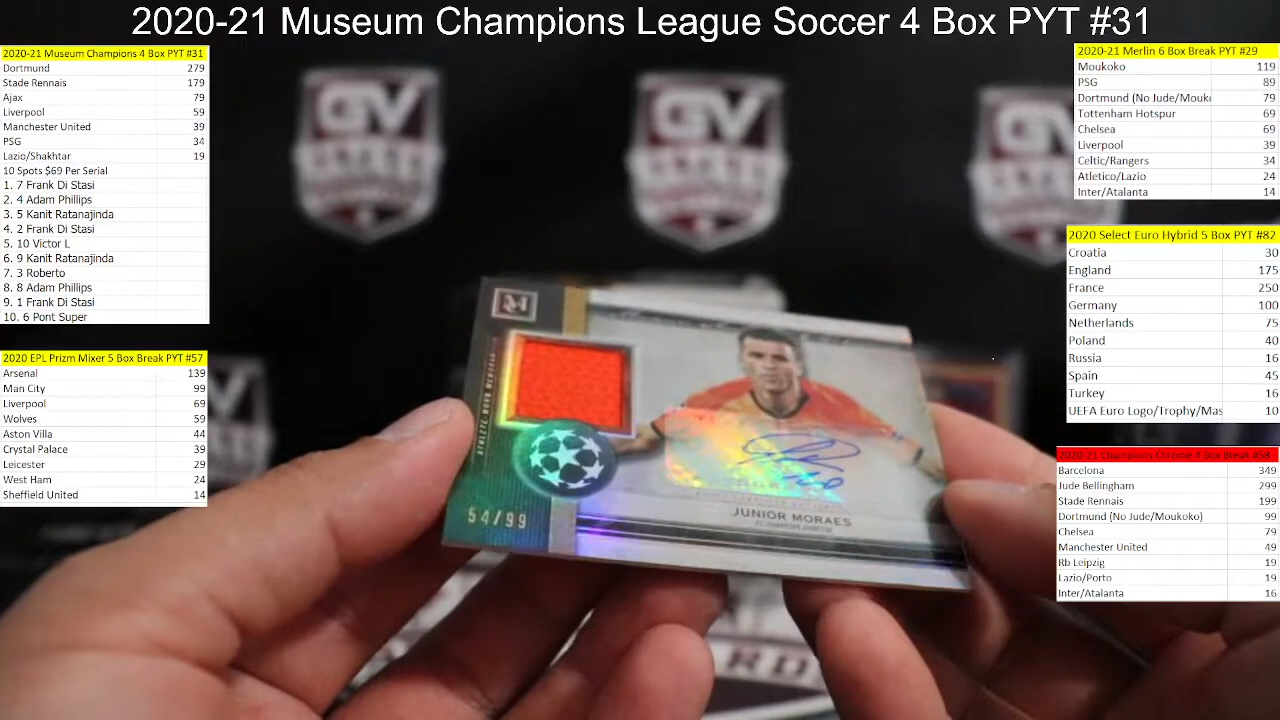 2020-21 Museum Champions League Soccer 4 Box PYT #31
2020-21 Museum Champions 4 Box PYT #31
Dortmund 279
Stade Rennais 179
Ajax 79
Liverpool 59
Manchester United 39
PSG 34
Lazio/Shakhtar 19
10 Spots $69 Per Serial
1. 7 Frank Di Stasi
2. 4 Adam Phillips
3. 5 Kanit Ratanajinda
4. 2 Frank Di Stasi
5. 10 Victor L
6. 9 Kanit Ratanajinda
7. 3 Roberto
8. 8 Adam Phillips
9. 1 Frank Di Stasi
10. 6 Pont Super
2020 EPL Prizm Mixer 5 Box Break PYT #57
Arsenal 139
Man City 99
Liverpool 69
Wolves 59
Aston Villa 44
Crystal Palace 39
Leicester 29
West Ham 24
Sheffield United 14
2020-21 Merlin 6 Box Break PYT #29
Moukoko 119
PSG 89
Dortmund (No Jude/Mouko 79
Tottenham Hotspur 69
Chelsea 69
Liverpool 39
Celtic/Rangers 34
Atletico/Lazio 24
Inter/Atalanta 14
2020 Select Euro Hybrid 5 Box PYT #82
Croatia 30
England 175
France 250
Germany 100
Netherlands 75
Poland 40
Russia 16
Spain 45
Turkey 16
UEFA Euro Logo/Trophy/Mas 10
2020-21 Champions Chrome 4 Box Break #58
Barcelona 349
Jude Bellingham 299
Stade Rennais 199
Dortmund (No Jude/Moukoko) 99
Chelsea 79
Manchester United 49
Rb Leipzig 19
Lazio/Porto 19
Inter/Atalanta 16
GV
GV
GV
M
54/99
JUNIOR MORAES